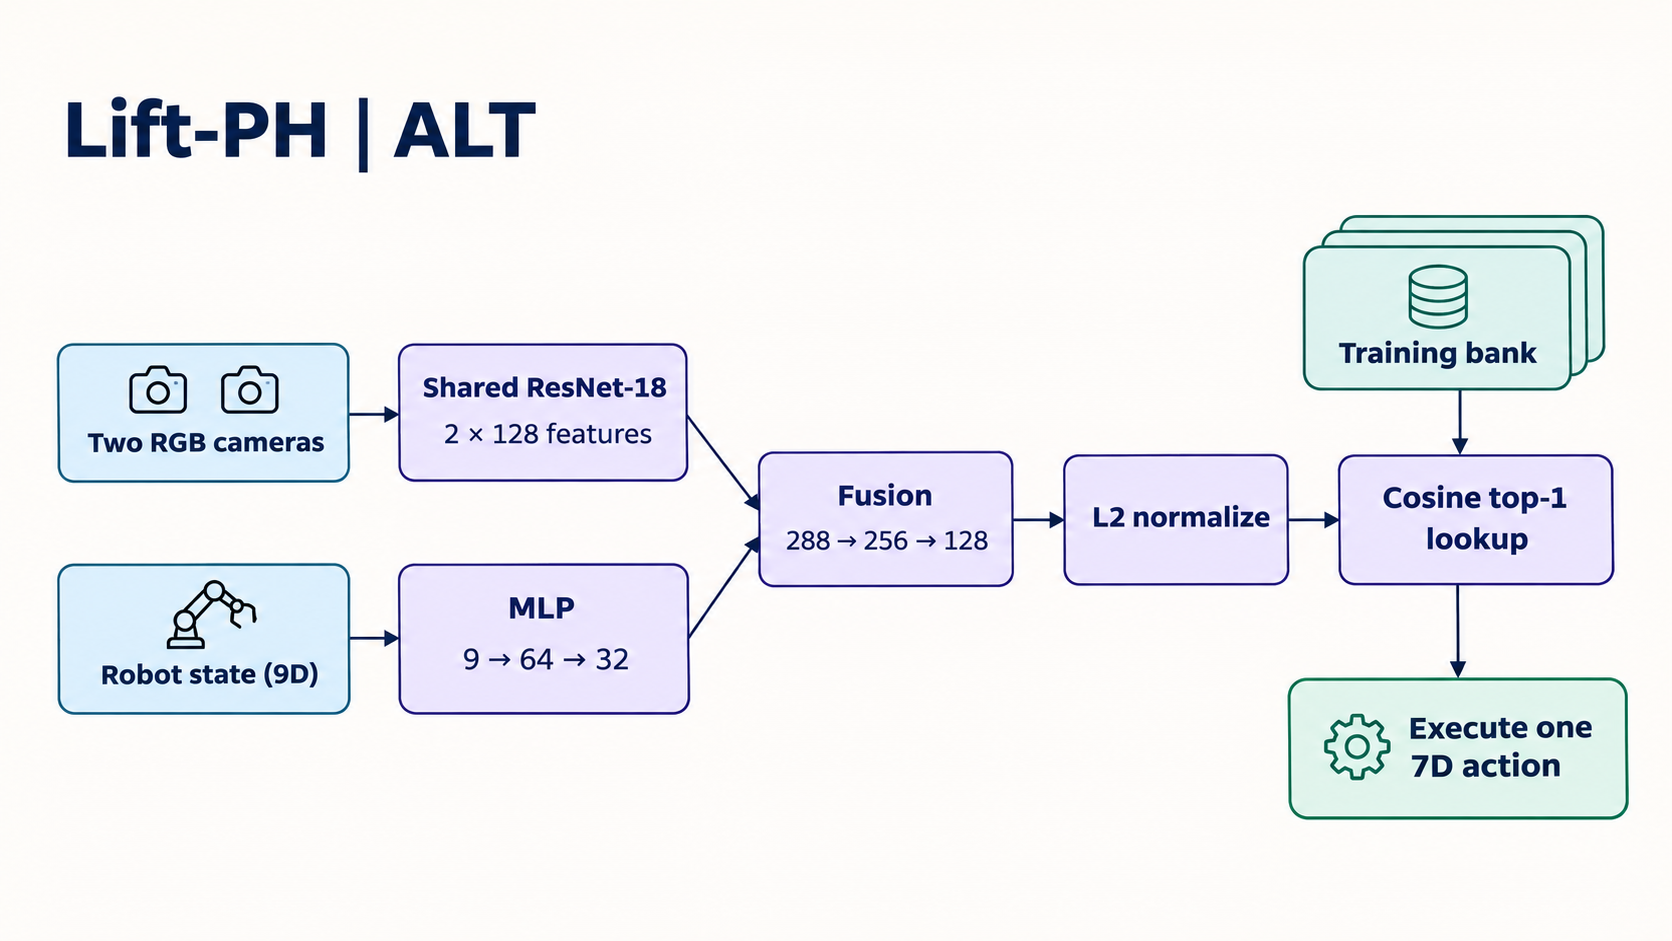 Lift-PH | ALT
Two RGB cameras
Shared ResNet-18
2 × 128 features
Robot state (9D)
MLP
9 → 64 → 32
Fusion
288 → 256 → 128
L2 normalize
Training bank
Cosine top-1
lookup
Execute one
7D action